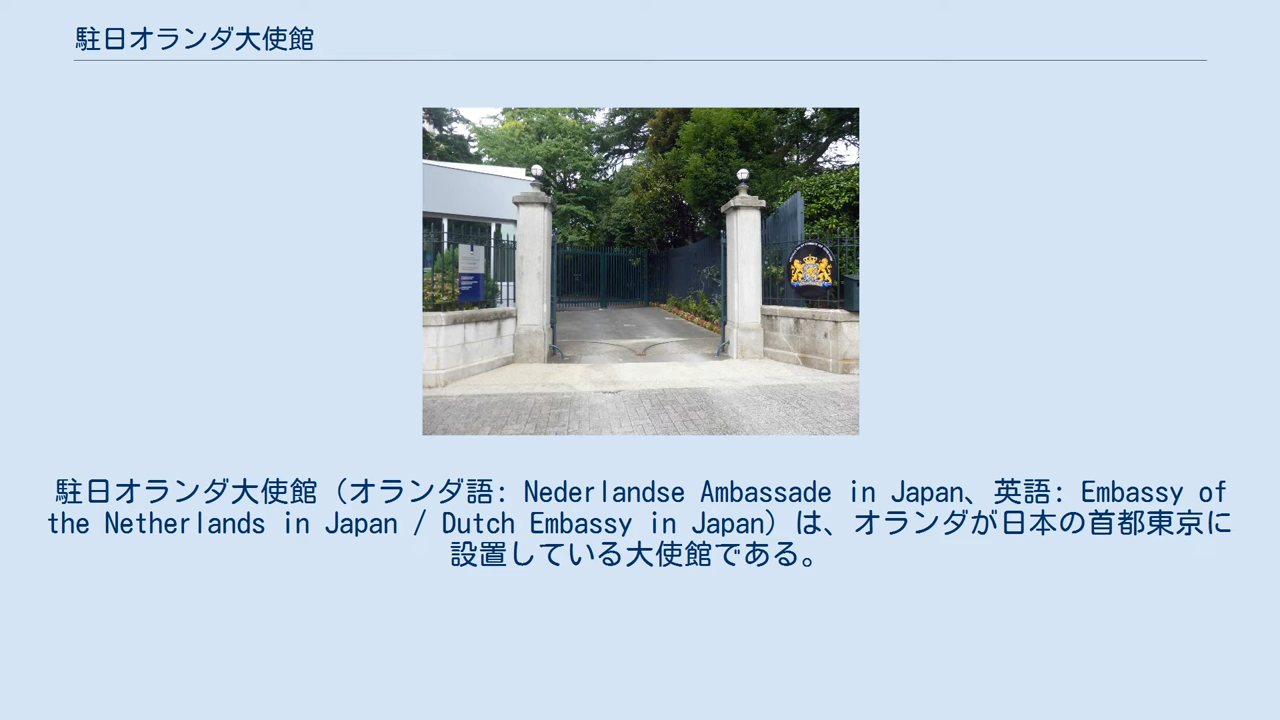 駐日オランダ大使館
駐日オランダ大使館（オランダ語: Nederlandse Ambassade in Japan、英語: Embassy of
the Netherlands in Japan / Dutch Embassy in Japan）は、オランダが日本の首都東京に
設置している大使館である。